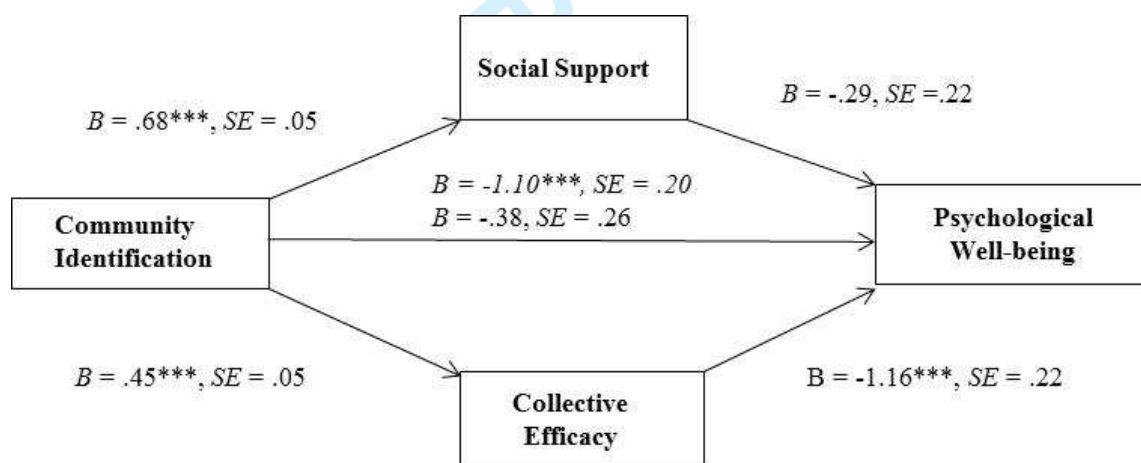 Social Support
B = .68***, SE = .05
B = -.29, SE =.22
B = -1.10***, SE = .20
B = -.38, SE = .26
Community
Identification
Psychological
Well-being
B = .45***, SE = .05
B = -1.16***, SE = .22
Collective
Efficacy